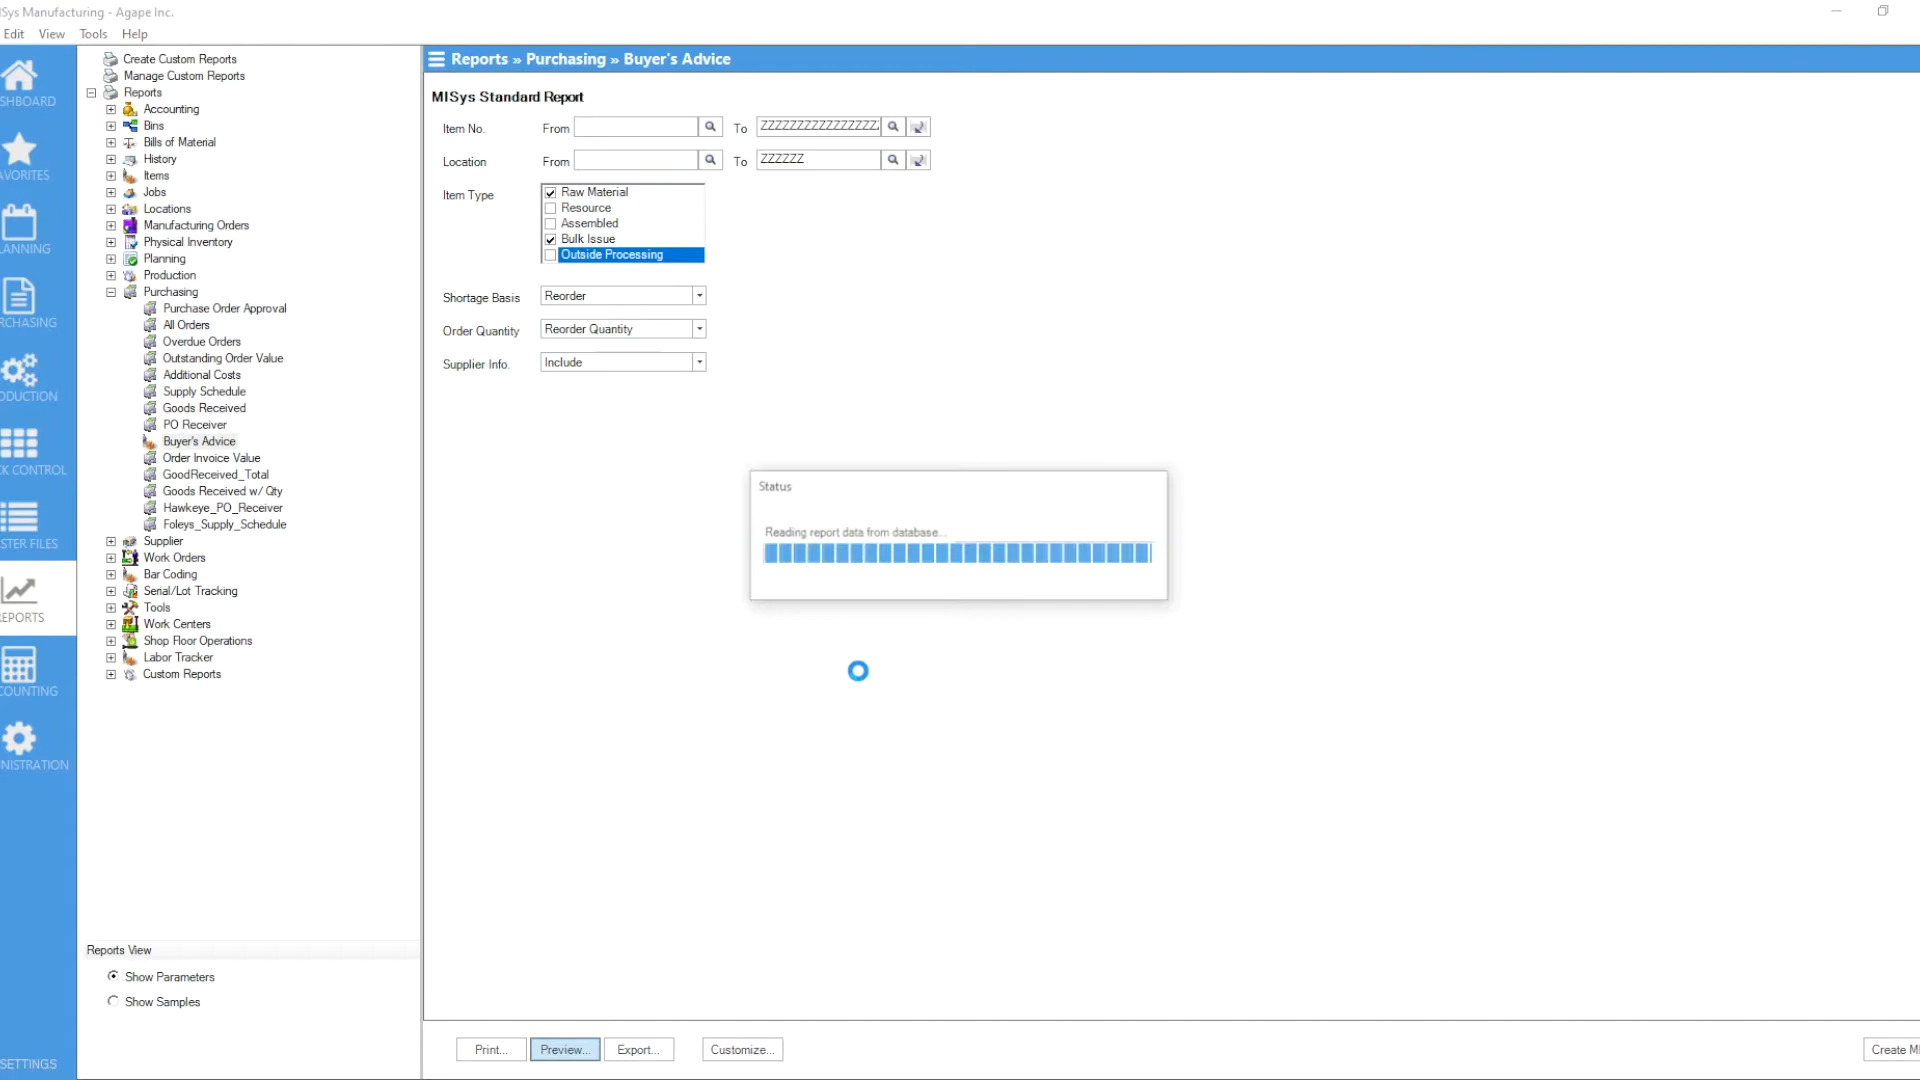 ISys Manufacturing - Agape Inc.
Edit View Tools Help
SHBOARD
AVORITES
LANNING
RCHASING
ODUCTION
CK CONTROL
STER FILES
EPORTS
COUNTING
INISTRATION
SETTINGS
Create Custom Reports
Manage Custom Reports
Reports
Accounting
Bins
Bills of Material
History
Items
Jobs
Locations
Manufacturing Orders
Physical Inventory
Planning
Production
Purchasing
Purchase Order Approval
All Orders
Overdue Orders
Outstanding Order Value
Additional Costs
Supply Schedule
Goods Received
PO Receiver
Buyer's Advice
Order Invoice Value
GoodReceived_Total
Goods Received w/ Qty
Hawkeye_PO_Receiver
Foleys_Supply_Schedule
Supplier
Work Orders
Bar Coding
Serial/Lot Tracking
Tools
Work Centers
Shop Floor Operations
Labor Tracker
Custom Reports
Reports View
Show Parameters
Show Samples
Reports » Purchasing » Buyer's Advice
MISys Standard Report
Item No. From To ZZZZZZZZZZZZZZZZ
Location From To ZZZZZZ
Item Type
Raw Material
Resource
Assembled
Bulk Issue
Outside Processing
Shortage Basis Reorder
Order Quantity Reorder Quantity
Supplier Info. Include
Status
Reading report data from database...
Print... Preview... Export... Customize... Create MI